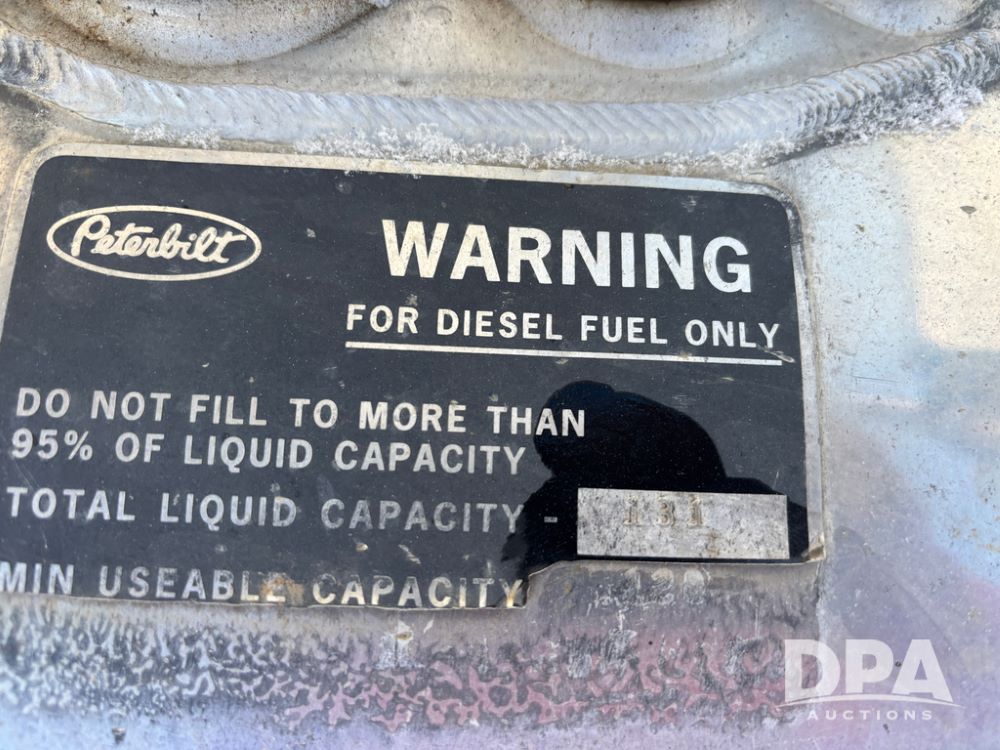 Peterbilt
WARNING
FOR DIESEL FUEL ONLY
DO NOT FILL TO MORE THAN
95% OF LIQUID CAPACITY
TOTAL LIQUID CAPACITY - 131
MIN USEABLE CAPACITY
DPA
AUCTIONS